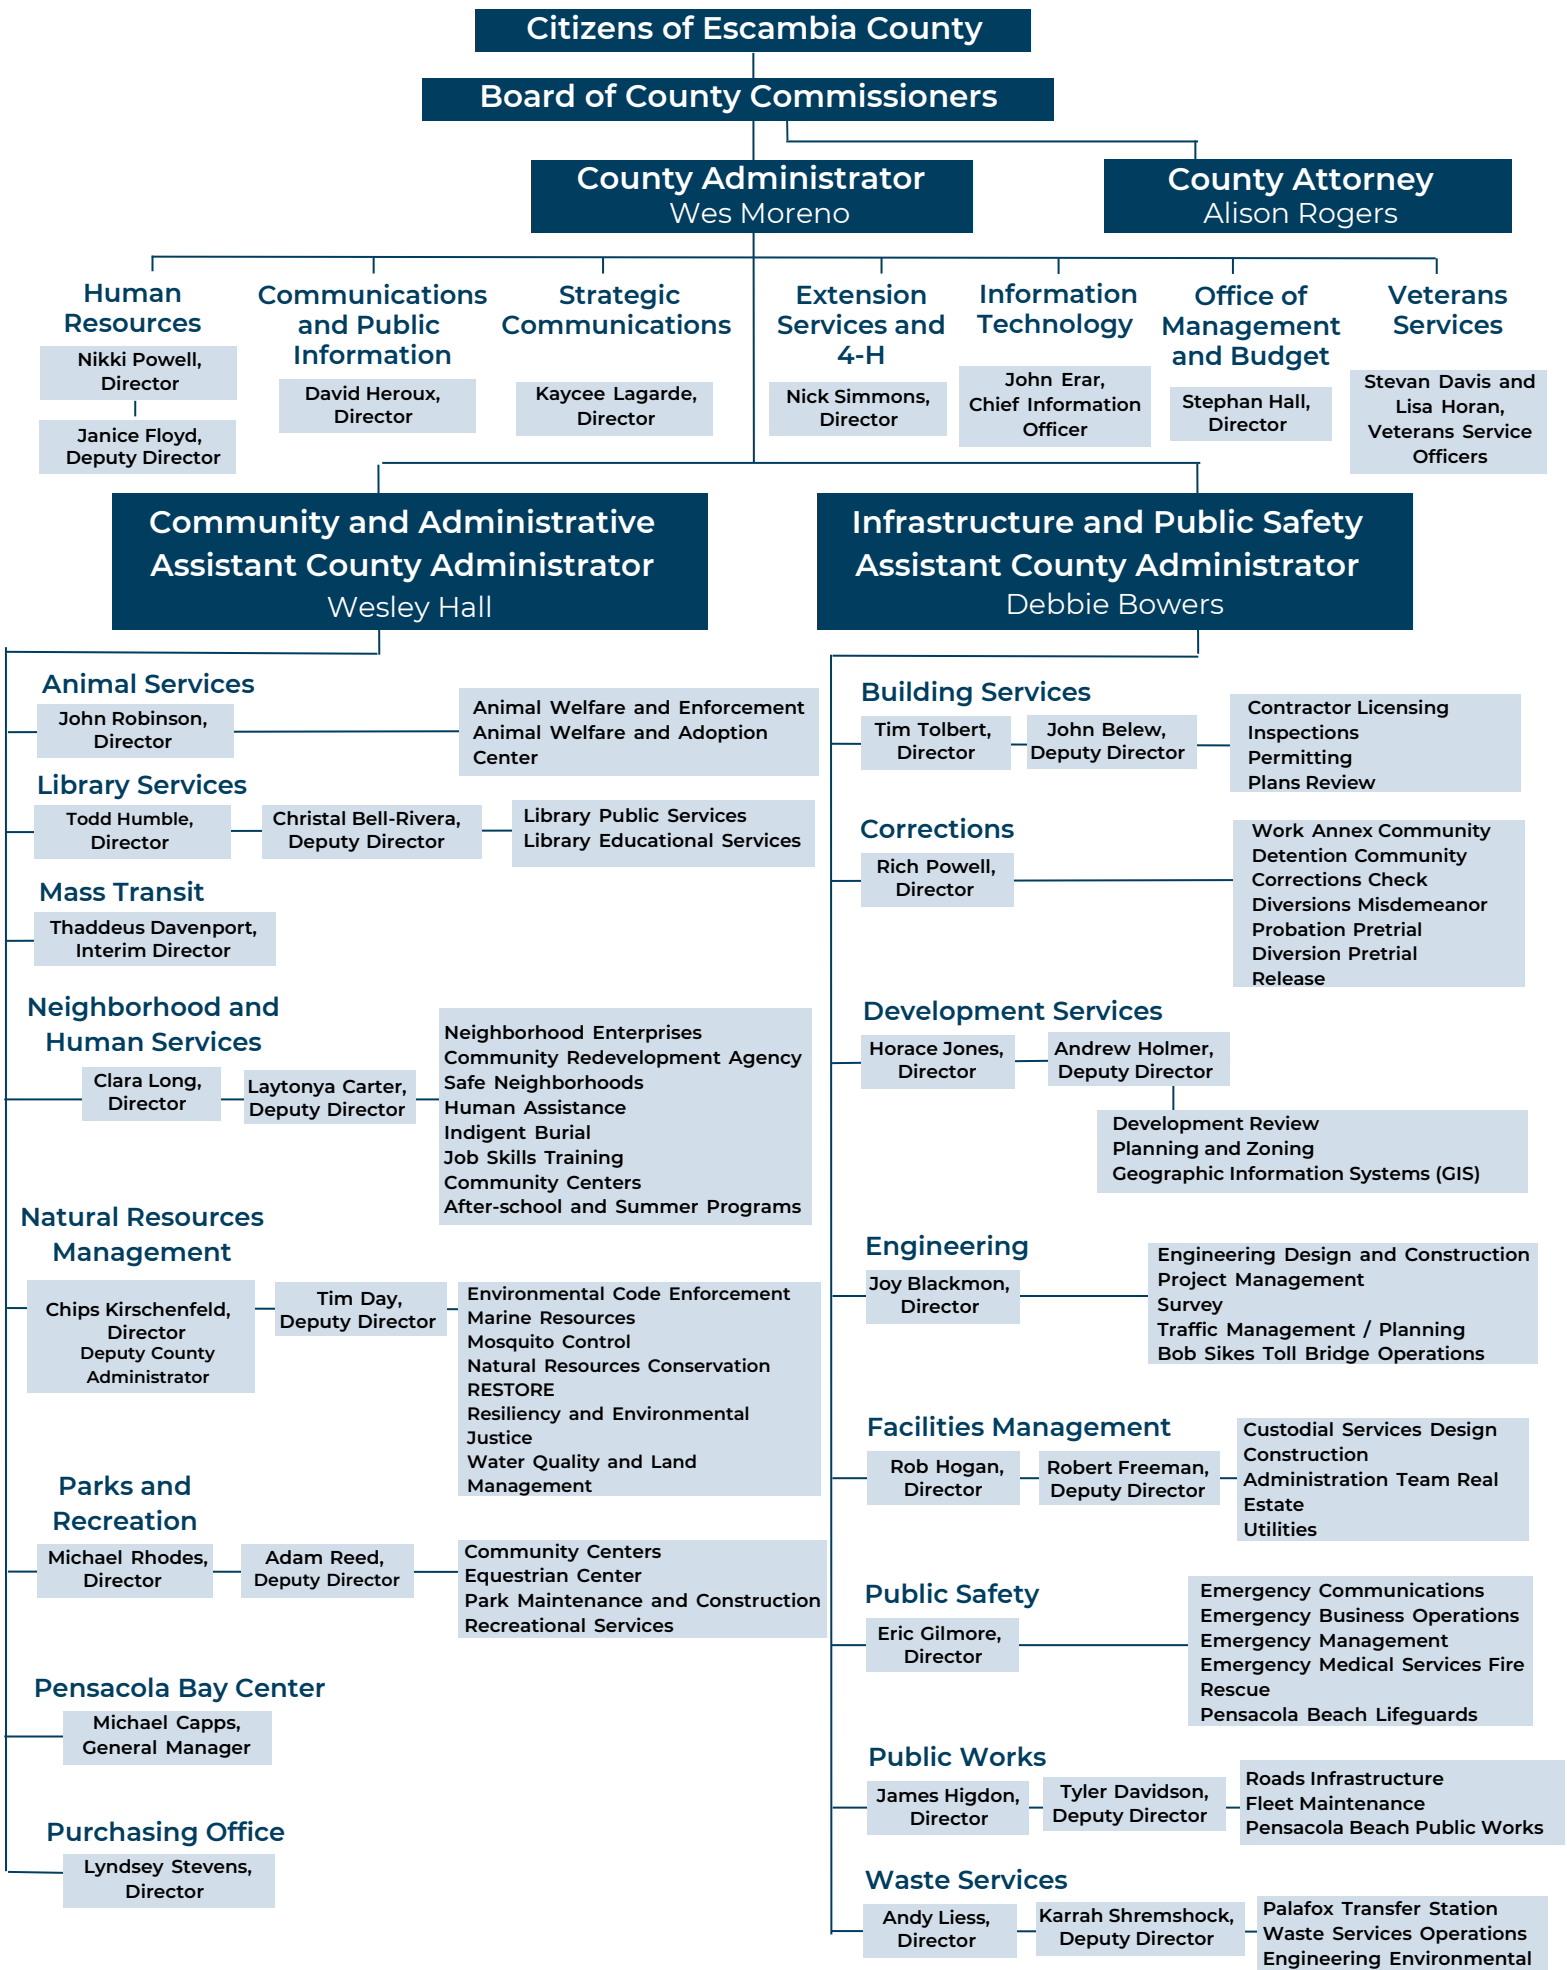 Citizens of Escambia County
Board of County Commissioners
County Administrator
Wes Moreno
County Attorney
Alison Rogers
Human
Resources
Nikki Powell,
Director
Janice Floyd,
Deputy Director
Communications
and Public
Information
David Heroux,
Director
Strategic
Communications
Kaycee Lagarde,
Director
Extension
Services and
4-H
Nick Simmons,
Director
Information
Technology
John Erar,
Chief Information
Officer
Office of
Management
and Budget
Stephan Hall,
Director
Veterans
Services
Stevan Davis and
Lisa Horan,
Veterans Service
Officers
Community and Administrative
Assistant County Administrator
Wesley Hall
Animal Services
John Robinson,
Director
Animal Welfare and Enforcement
Animal Welfare and Adoption
Center
Library Services
Todd Humble,
Director
Christal Bell-Rivera,
Deputy Director
Library Public Services
Library Educational Services
Mass Transit
Thaddeus Davenport,
Interim Director
Neighborhood and
Human Services
Clara Long,
Director
Laytonya Carter,
Deputy Director
Neighborhood Enterprises
Community Redevelopment Agency
Safe Neighborhoods
Human Assistance
Indigent Burial
Job Skills Training
Community Centers
After-school and Summer Programs
Natural Resources
Management
Chips Kirschenfeld,
Director
Deputy County
Administrator
Tim Day,
Deputy Director
Environmental Code Enforcement
Marine Resources
Mosquito Control
Natural Resources Conservation
RESTORE
Resiliency and Environmental
Justice
Water Quality and Land
Management
Parks and
Recreation
Michael Rhodes,
Director
Adam Reed,
Deputy Director
Community Centers
Equestrian Center
Park Maintenance and Construction
Recreational Services
Pensacola Bay Center
Michael Capps,
General Manager
Purchasing Office
Lyndsey Stevens,
Director
Infrastructure and Public Safety
Assistant County Administrator
Debbie Bowers
Building Services
Tim Tolbert,
Director
John Belew,
Deputy Director
Contractor Licensing
Inspections
Permitting
Plans Review
Corrections
Rich Powell,
Director
Work Annex Community
Detention Community
Corrections Check
Diversions Misdemeanor
Probation Pretrial
Diversion Pretrial
Release
Development Services
Horace Jones,
Director
Andrew Holmer,
Deputy Director
Development Review
Planning and Zoning
Geographic Information Systems (GIS)
Engineering
Joy Blackmon,
Director
Engineering Design and Construction
Project Management
Survey
Traffic Management / Planning
Bob Sikes Toll Bridge Operations
Facilities Management
Rob Hogan,
Director
Robert Freeman,
Deputy Director
Custodial Services Design
Construction
Administration Team Real
Estate
Utilities
Public Safety
Eric Gilmore,
Director
Emergency Communications
Emergency Business Operations
Emergency Management
Emergency Medical Services Fire
Rescue
Pensacola Beach Lifeguards
Public Works
James Higdon,
Director
Tyler Davidson,
Deputy Director
Roads Infrastructure
Fleet Maintenance
Pensacola Beach Public Works
Waste Services
Andy Liess,
Director
Karrah Shremshock,
Deputy Director
Palafox Transfer Station
Waste Services Operations
Engineering Environmental